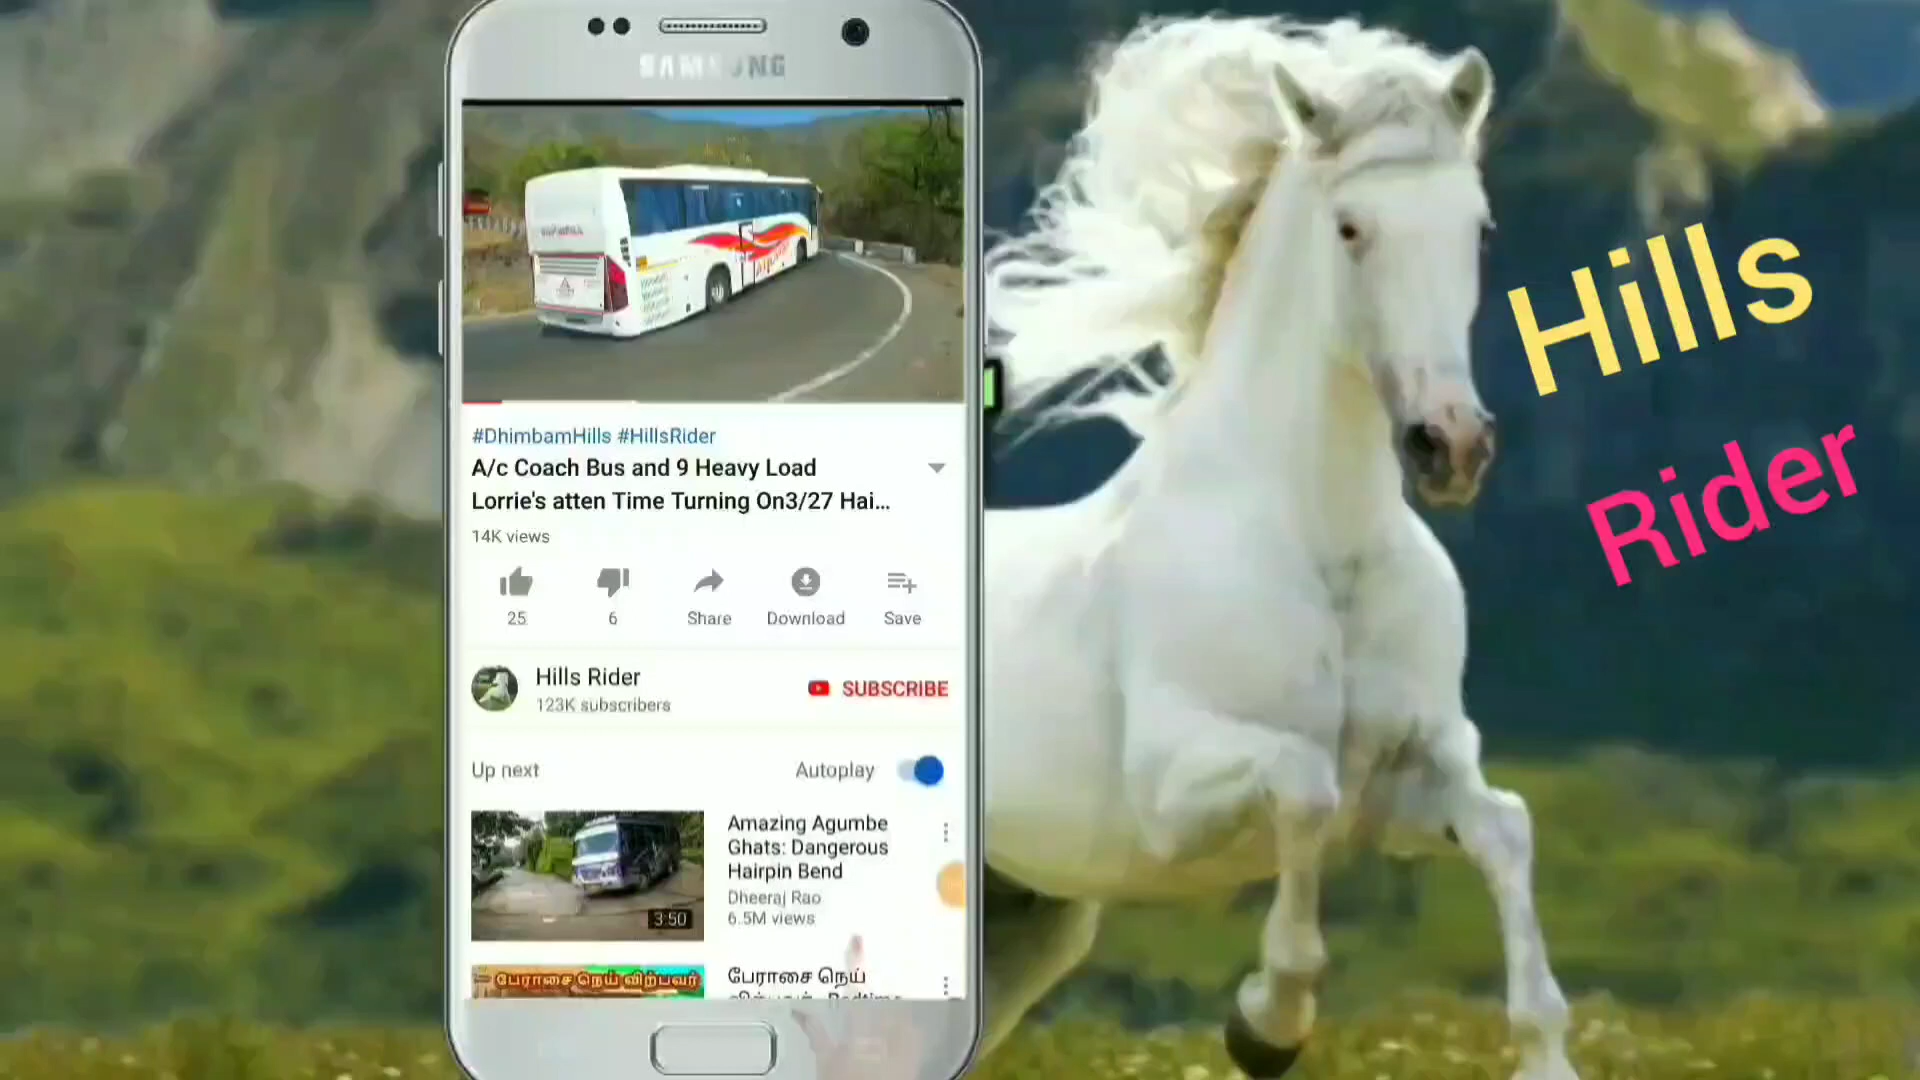 SAMSUNG
#DhimbamHills #HillsRider
A/c Coach Bus and 9 Heavy Load
Lorrie's atten Time Turning On3/27 Hai...
14K views
25
6
Share
Download
Save
Hills Rider
123K subscribers
SUBSCRIBE
Up next
Autoplay
Amazing Agumbe
Ghats: Dangerous
Hairpin Bend
Dheeraj Rao
6.5M views
3:50
பேராசை நெய் விற்பவர்
பேராசை நெய்
Hills
Rider